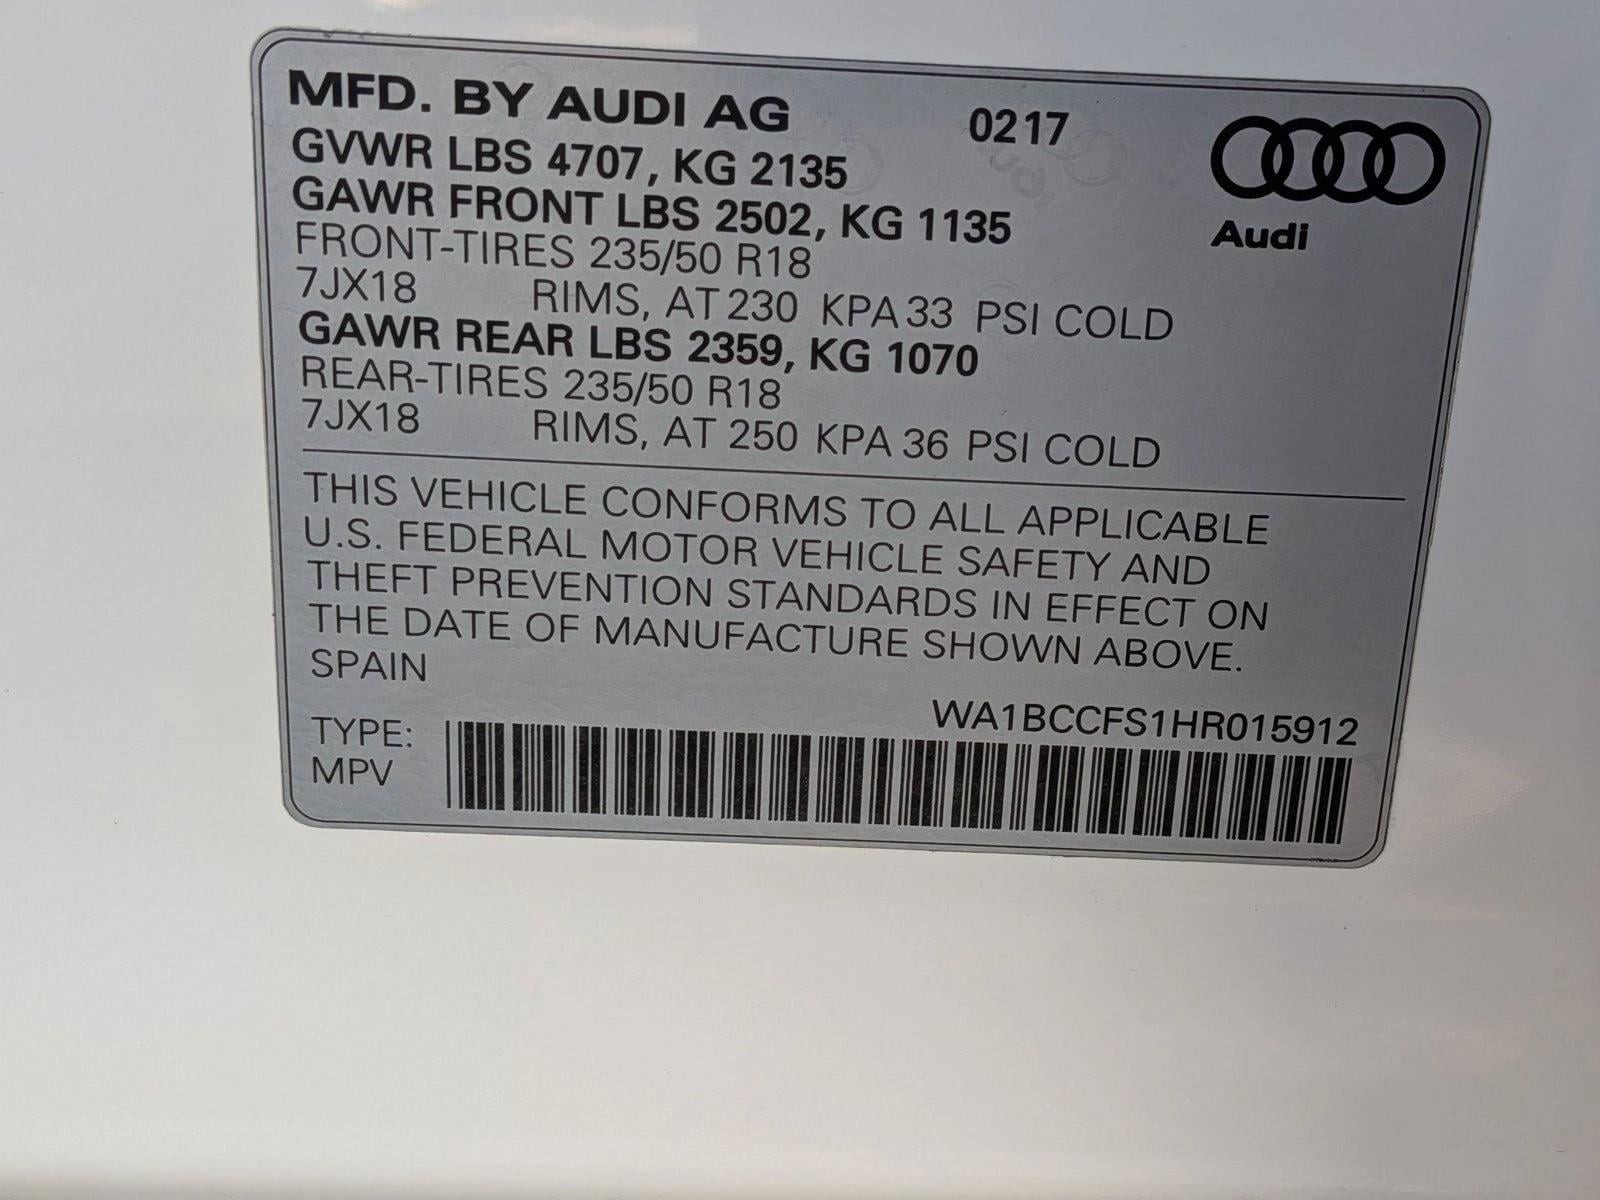 MFD. BY AUDI AG 0217
GVWR LBS 4707, KG 2135
GAWR FRONT LBS 2502, KG 1135
Audi
FRONT-TIRES 235/50 R18
7JX18 RIMS, AT 230 KPA 33 PSI COLD
GAWR REAR LBS 2359, KG 1070
REAR-TIRES 235/50 R18
7JX18 RIMS, AT 250 KPA 36 PSI COLD
THIS VEHICLE CONFORMS TO ALL APPLICABLE
U.S. FEDERAL MOTOR VEHICLE SAFETY AND
THEFT PREVENTION STANDARDS IN EFFECT ON
THE DATE OF MANUFACTURE SHOWN ABOVE.
SPAIN
WA1BCCFS1HR015912
TYPE:
MPV